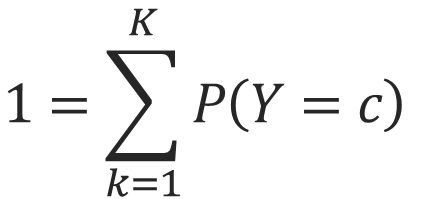 1 = \sum_{k=1}^{K} P(Y = c)